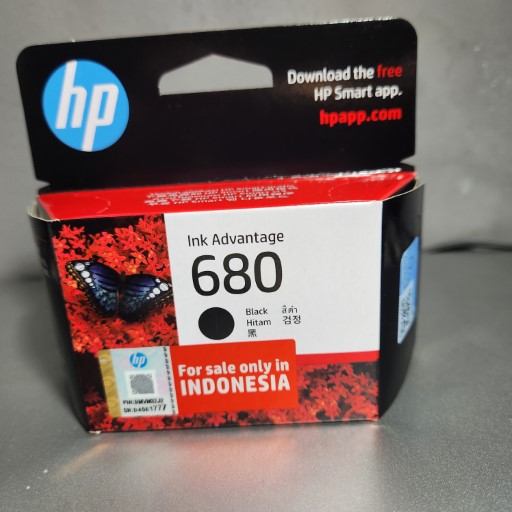 hp
Download the free
HP Smart app.
hpapp.com
Ink Advantage
680
Black สีดำ
Hitam 검정
黑
hp
For sale only in
INDONESIA